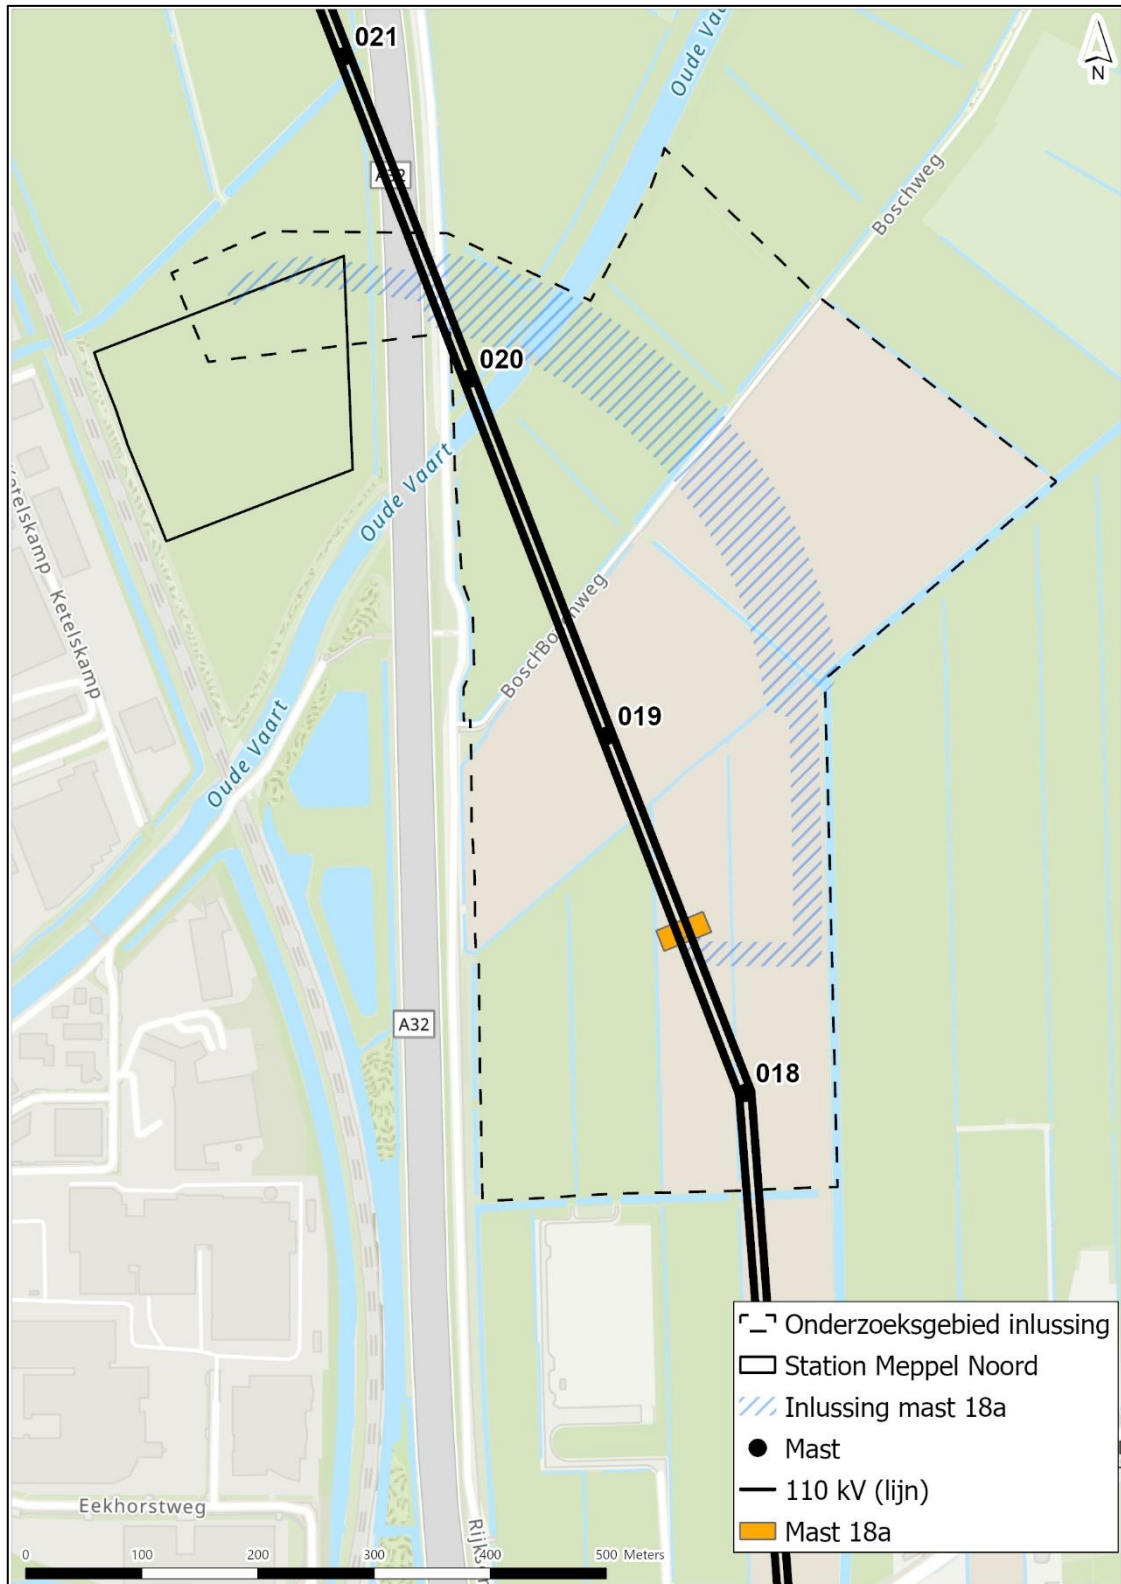 021
Oude Vaart
N
A32
Boschweg
020
Oude Vaart
Ketelskamp
Ketelskamp
Boschweg
019
Oude Vaart
A32
018
Onderzoeksgebied inlussing
Station Meppel Noord
Inlussing mast 18a
Mast
110 kV (lijn)
Mast 18a
Eekhorstweg
0 100 200 300 400 500 Meters